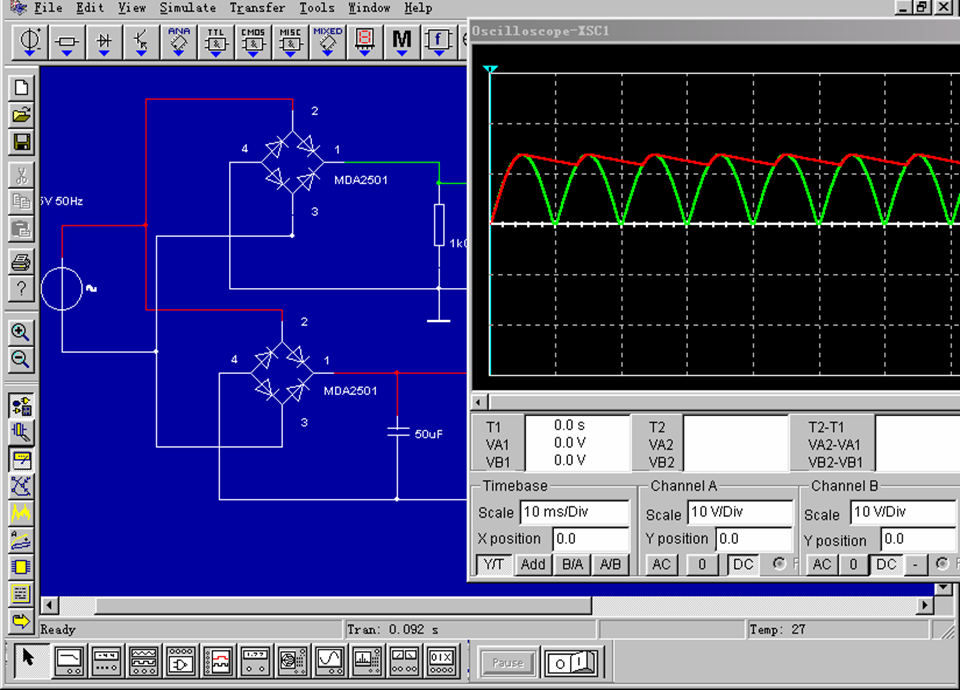 File Edit View Simulate Transfer Tools Window Help
ANA TTL CMOS MISC MIXED M f
Oscilloscope-XSC1
2
4 1
MDA2501
3
5V 50Hz
2
4 1
MDA2501
3
50uF
T1 0.0 s T2 T2-T1
VA1 0.0 V VA2 VA2-VA1
VB1 0.0 V VB2 VB2-VB1
Timebase Channel A Channel B
Scale 10 ms/Div Scale 10 V/Div Scale 10 V/Div
X position 0.0 Y position 0.0 Y position 0.0
Y/T Add B/A A/B AC 0 DC AC 0 DC -
Ready Tran: 0.092 s Temp: 27
Pause